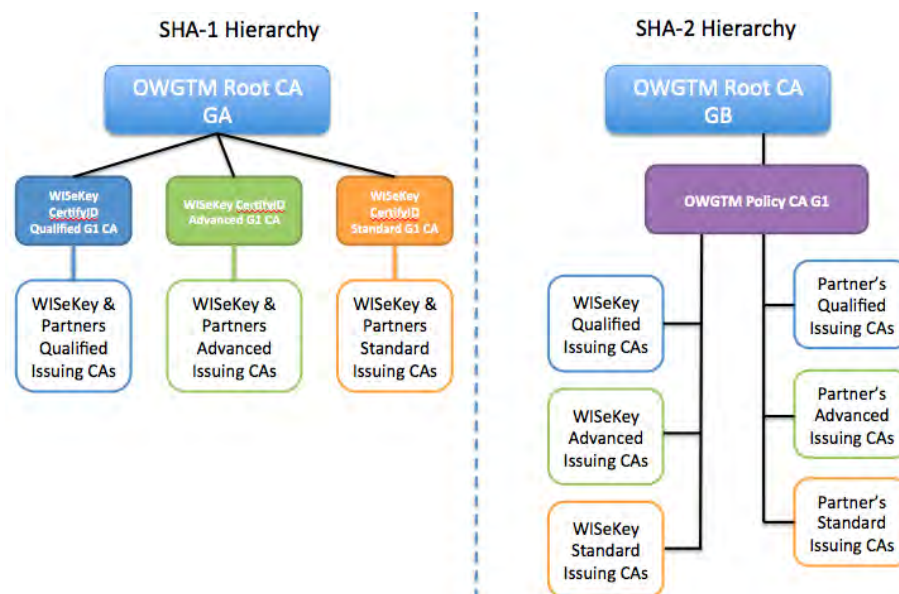 SHA-1 Hierarchy
OWGTM Root CA
GA
WISeKey
CertifyID
Qualified G1 CA
WISeKey CertifyID
Advanced G1 CA
WISeKey
CertifyID
Standard G1 CA
WISeKey &
Partners
Qualified
Issuing CAs
WISeKey &
Partners
Advanced
Issuing CAs
WISeKey &
Partners
Standard
Issuing CAs
SHA-2 Hierarchy
OWGTM Root CA
GB
OWGTM Policy CA G1
WISeKey
Qualified
Issuing CAs
WISeKey
Advanced
Issuing CAs
WISeKey
Standard
Issuing CAs
Partner's
Qualified
Issuing CAs
Partner's
Advanced
Issuing CAs
Partner's
Standard
Issuing CAs